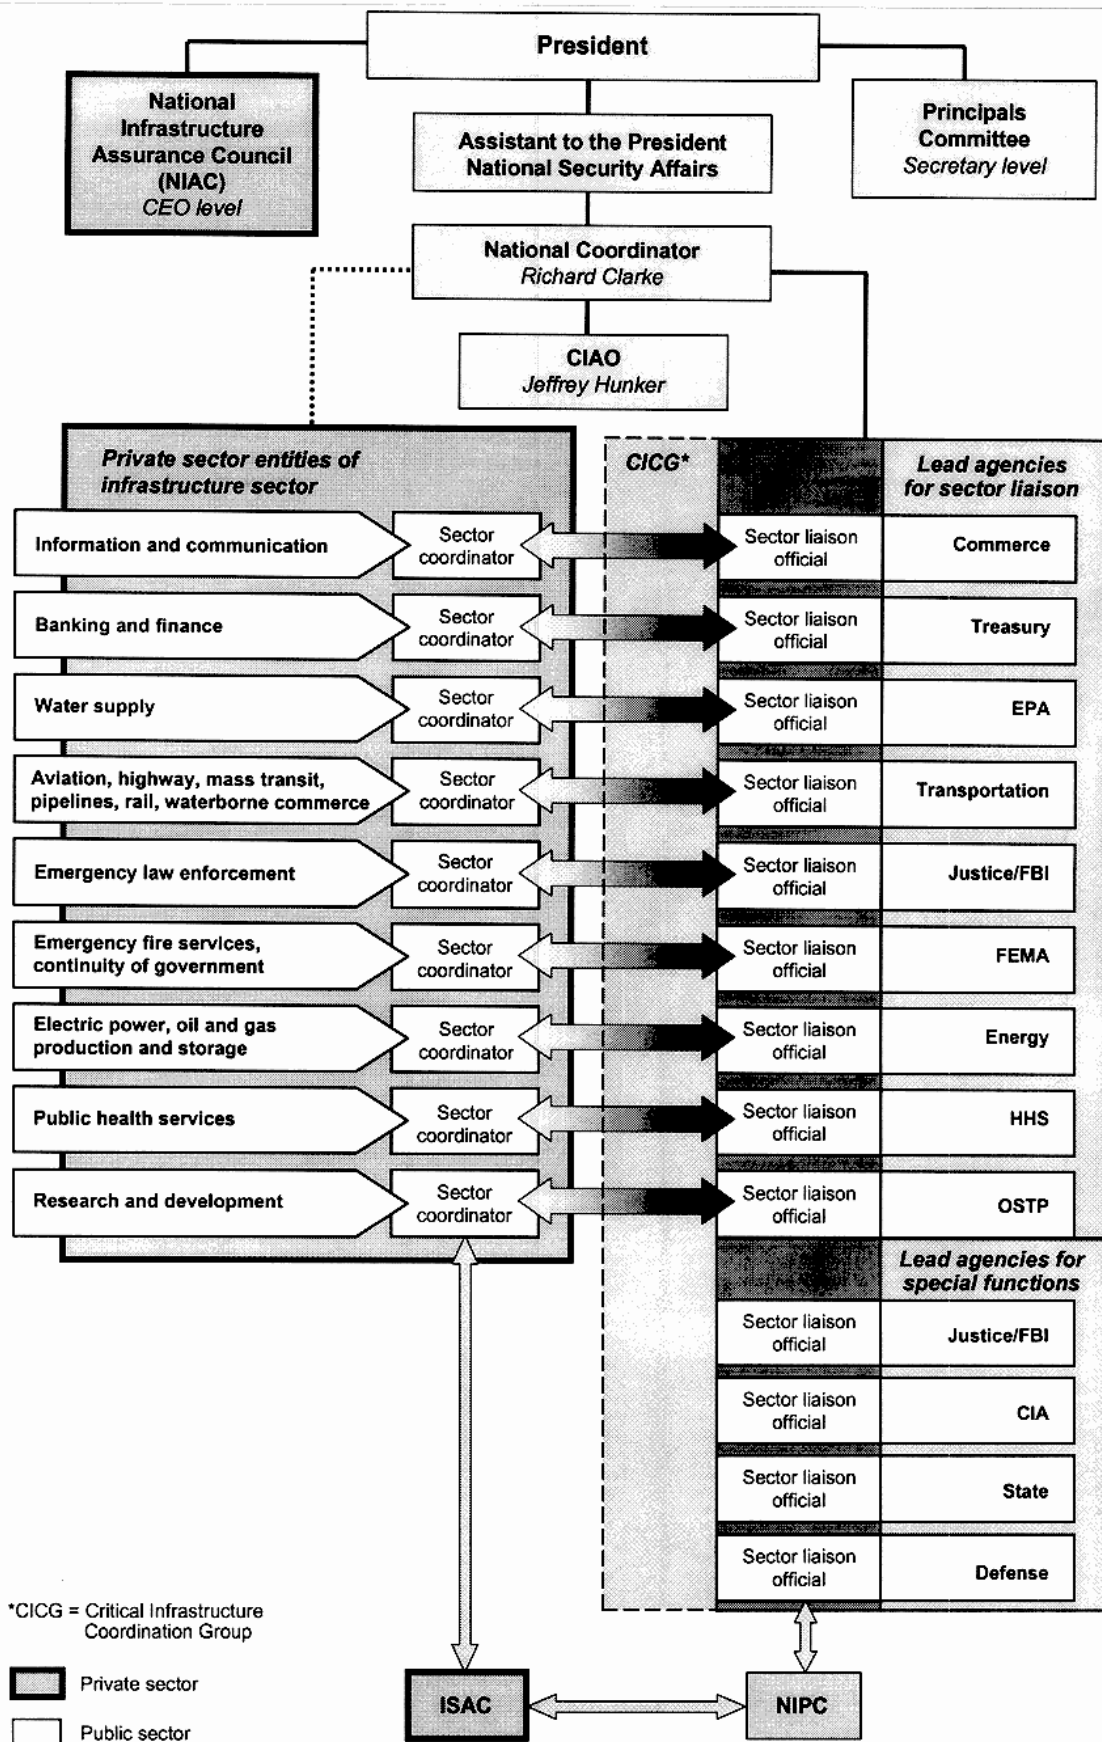 President
National
Infrastructure
Assurance Council
(NIAC)
CEO level
Assistant to the President
National Security Affairs
Principals
Committee
Secretary level
National Coordinator
Richard Clarke
CIAO
Jeffrey Hunker
Private sector entities of
infrastructure sector
CICG*
Lead agencies
for sector liaison
Information and communication
Sector
coordinator
Sector liaison
official
Commerce
Banking and finance
Sector
coordinator
Sector liaison
official
Treasury
Water supply
Sector
coordinator
Sector liaison
official
EPA
Aviation, highway, mass transit,
pipelines, rail, waterborne commerce
Sector
coordinator
Sector liaison
official
Transportation
Emergency law enforcement
Sector
coordinator
Sector liaison
official
Justice/FBI
Emergency fire services,
continuity of government
Sector
coordinator
Sector liaison
official
FEMA
Electric power, oil and gas
production and storage
Sector
coordinator
Sector liaison
official
Energy
Public health services
Sector
coordinator
Sector liaison
official
HHS
Research and development
Sector
coordinator
Sector liaison
official
OSTP
Lead agencies for
special functions
Sector liaison
official
Justice/FBI
Sector liaison
official
CIA
Sector liaison
official
State
Sector liaison
official
Defense
*CICG = Critical Infrastructure
Coordination Group
Private sector
Public sector
ISAC
NIPC